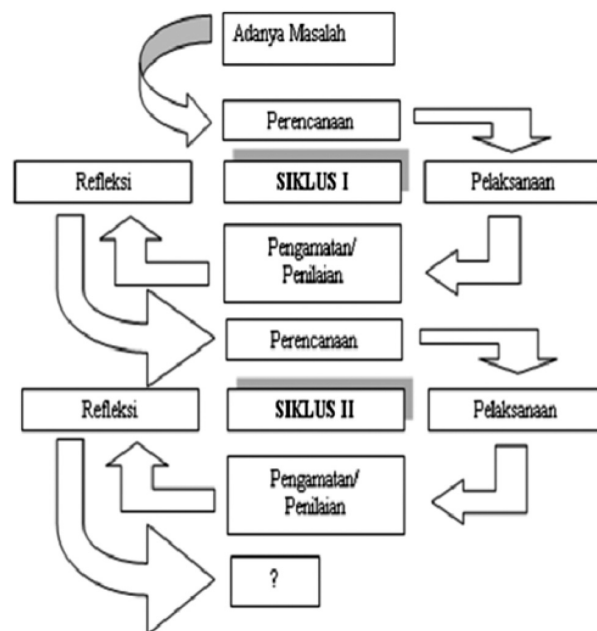 Adanya Masalah
Perencanaan
Refleksi
SIKLUS I
Pelaksanaan
Pengamatan/
Penilaian
Perencanaan
Refleksi
SIKLUS II
Pelaksanaan
Pengamatan/
Penilaian
?